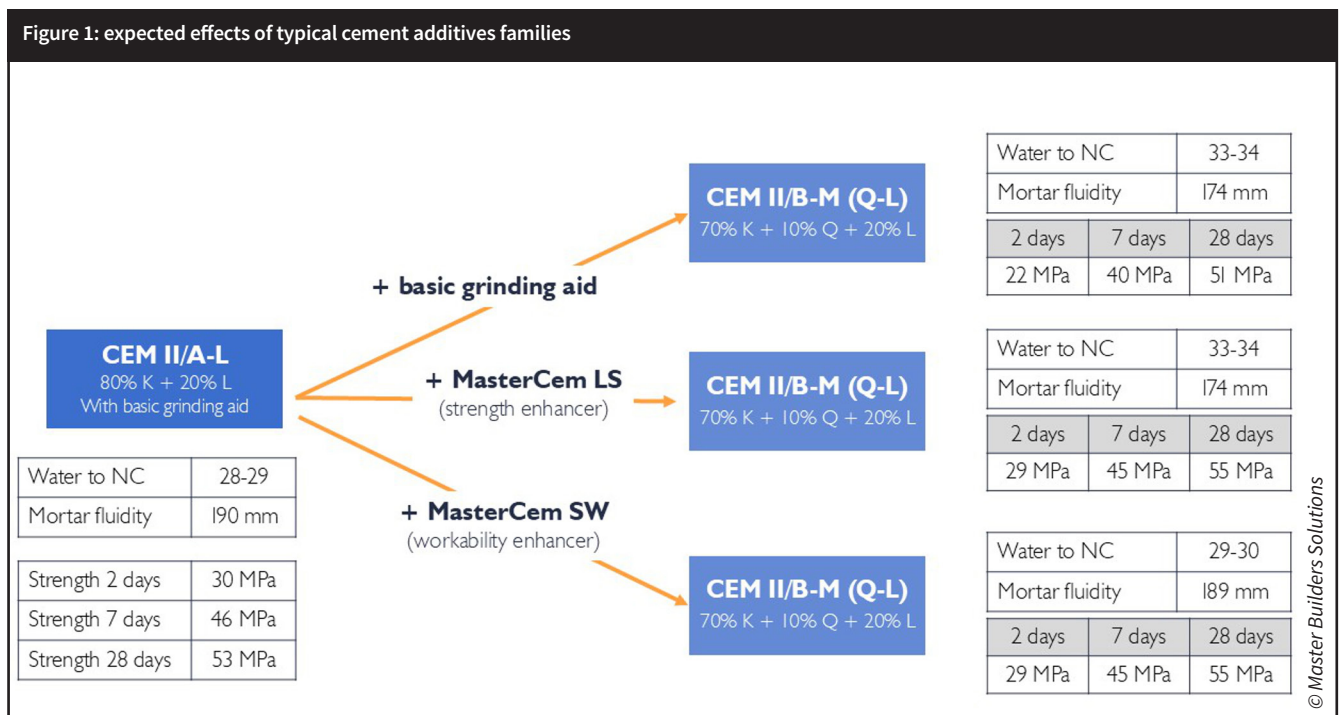 Figure 1: expected effects of typical cement additives families
CEM II/A-L
80% K + 20% L
With basic grinding aid
Water to NC 28-29
Mortar fluidity 190 mm
Strength 2 days 30 MPa
Strength 7 days 46 MPa
Strength 28 days 53 MPa
+ basic grinding aid
CEM II/B-M (Q-L)
70% K + 10% Q + 20% L
Water to NC 33-34
Mortar fluidity 174 mm
2 days 7 days 28 days
22 MPa 40 MPa 51 MPa
+ MasterCem LS
(strength enhancer)
CEM II/B-M (Q-L)
70% K + 10% Q + 20% L
Water to NC 33-34
Mortar fluidity 174 mm
2 days 7 days 28 days
29 MPa 45 MPa 55 MPa
+ MasterCem SW
(workability enhancer)
CEM II/B-M (Q-L)
70% K + 10% Q + 20% L
Water to NC 29-30
Mortar fluidity 189 mm
2 days 7 days 28 days
29 MPa 45 MPa 55 MPa
© Master Builders Solutions